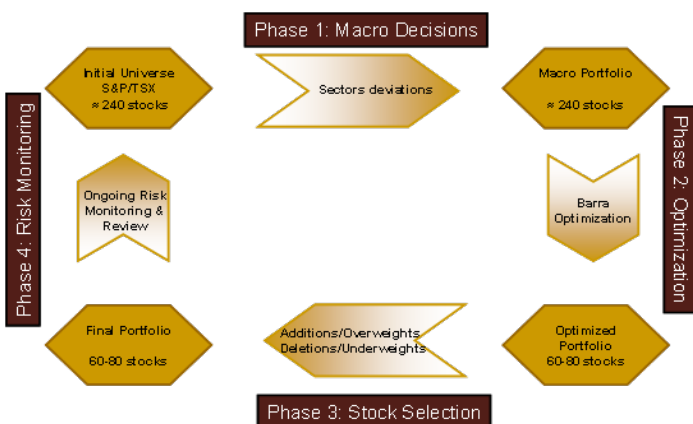 Phase 1: Macro Decisions
Initial Universe
S&P/TSX
≈ 240 stocks
Sectors deviations
Macro Portfolio
≈ 240 stocks
Phase 2: Optimization
Barra
Optimization
Optimized
Portfolio
60-80 stocks
Additions/Overweights
Deletions/Underweights
Phase 3: Stock Selection
Final Portfolio
60-80 stocks
Ongoing Risk
Monitoring &
Review
Phase 4: Risk Monitoring